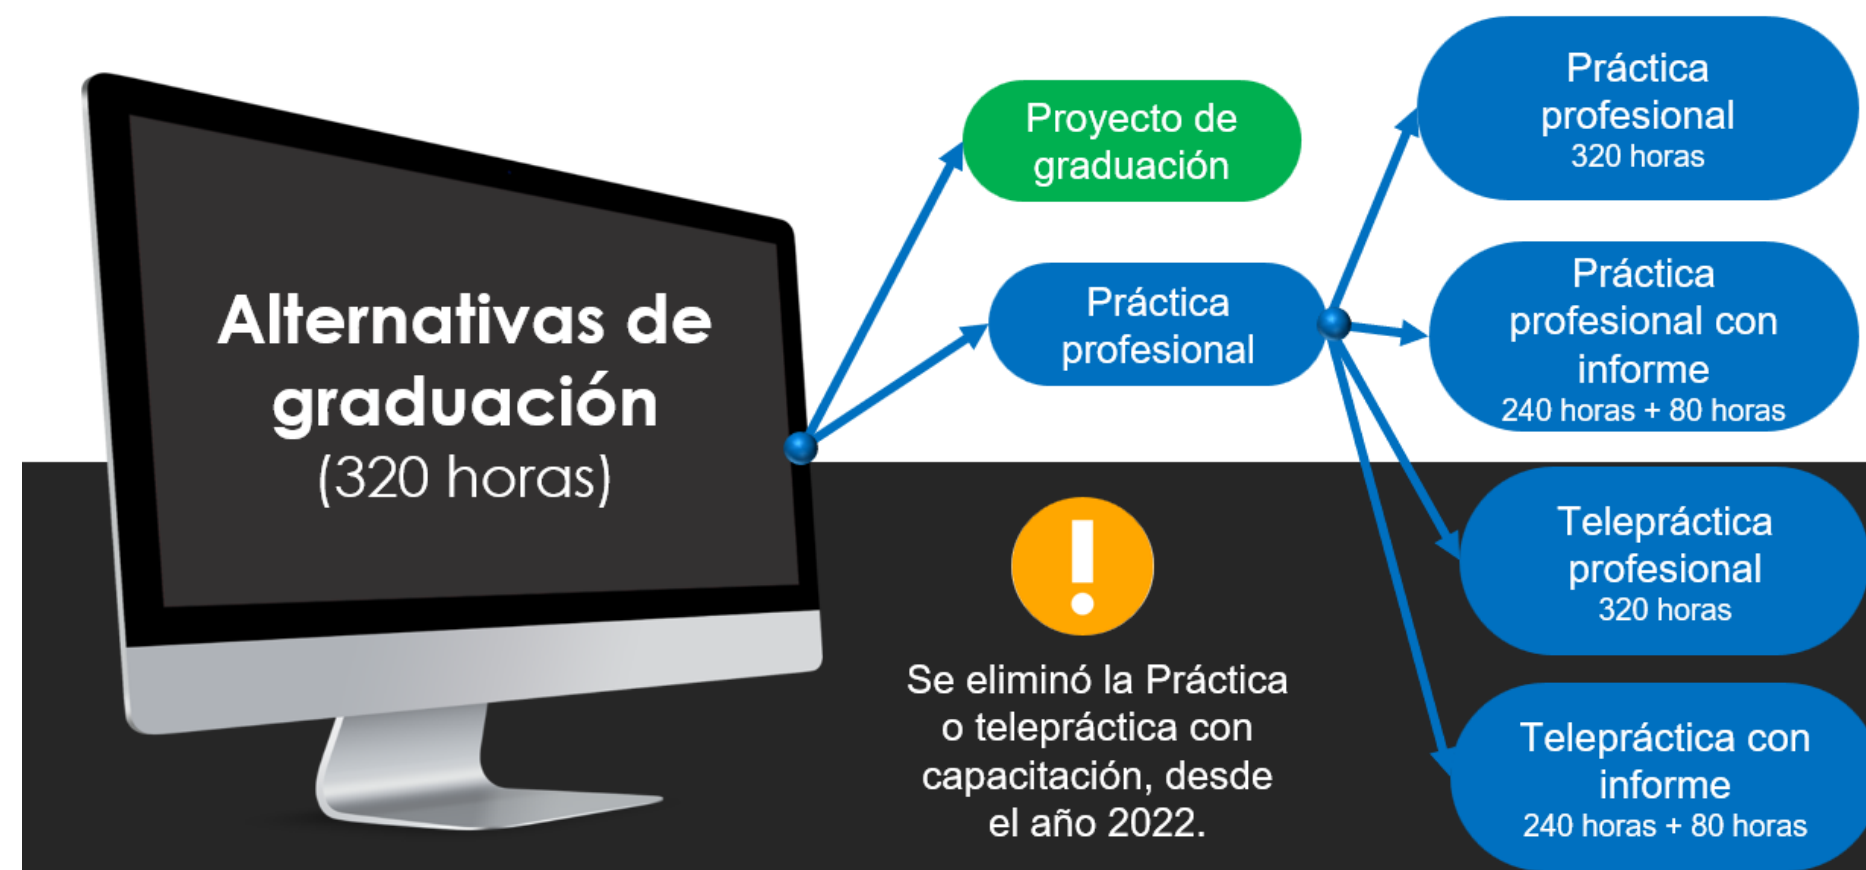 Alternativas de
graduación
(320 horas)
Proyecto de
graduación
Práctica
profesional
Práctica
profesional
320 horas
Práctica
profesional con
informe
240 horas + 80 horas
Telepráctica
profesional
320 horas
Telepráctica con
informe
240 horas + 80 horas
!
Se eliminó la Práctica
o telepráctica con
capacitación, desde
el año 2022.